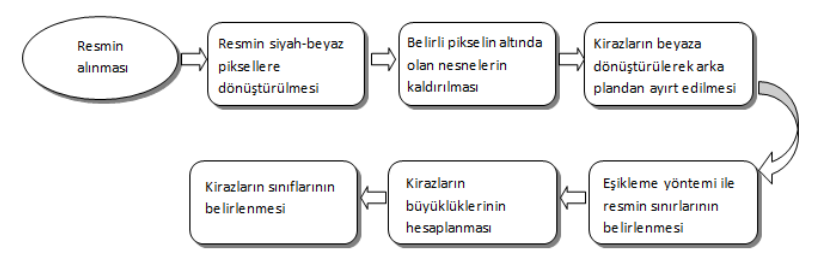 Resmin
alınması
Resmin siyah-beyaz
piksellere
dönüştürülmesi
Belirli pikselin altında
olan nesnelerin
kaldırılması
Kirazların beyaza
dönüştürülerek arka
plandan ayırt edilmesi
Eşikleme yöntemi ile
resmin sınırlarının
belirlenmesi
Kirazların
büyüklüklerinin
hesaplanması
Kirazların sınıflarının
belirlenmesi